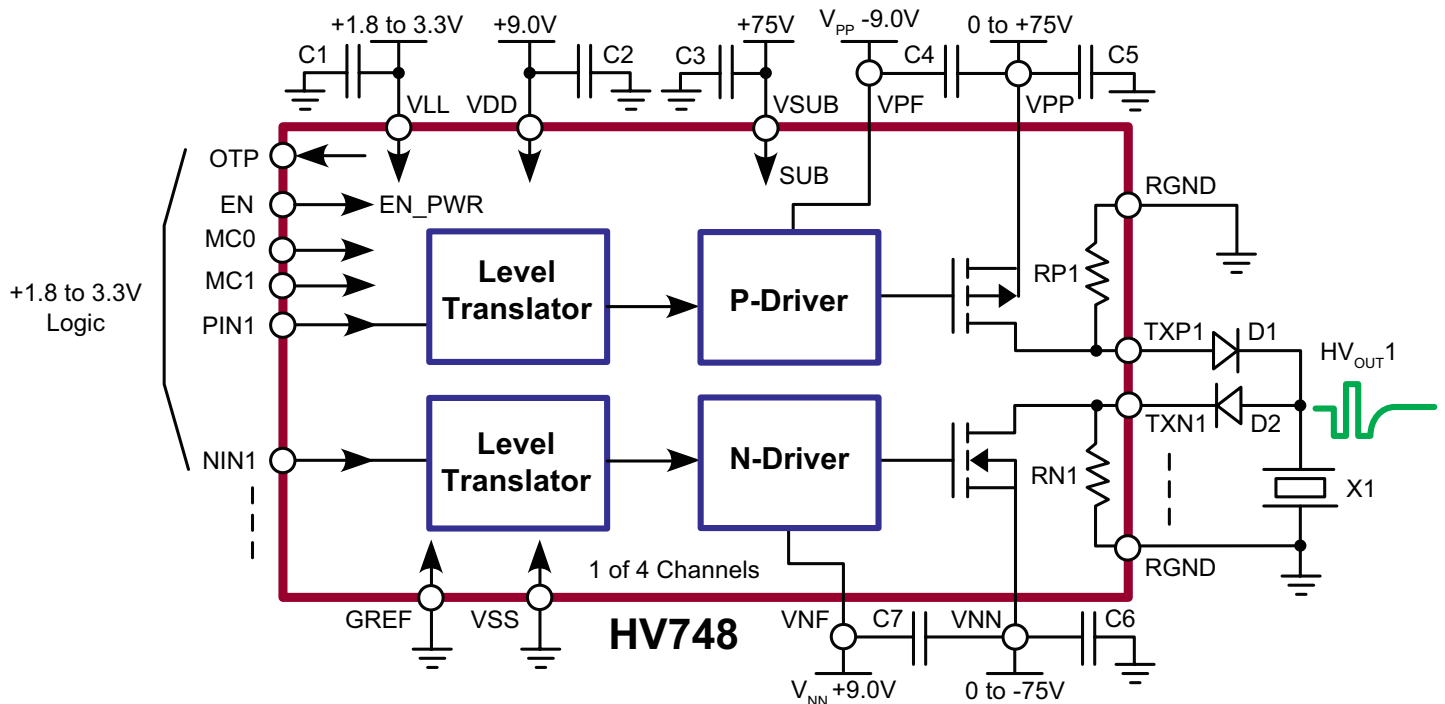 +1.8 to 3.3V
+9.0V
+75V
VPP -9.0V
0 to +75V
C1
C2
C3
C4
C5
VLL
VDD
VSUB
VPF
VPP
OTP
SUB
RGND
EN
EN_PWR
MC0
MC1
+1.8 to 3.3V
Logic
PIN1
Level
Translator
P-Driver
RP1
TXP1
D1
HVOUT1
TXN1
D2
NIN1
Level
Translator
N-Driver
RN1
X1
1 of 4 Channels
RGND
GREF
VSS
HV748
VNF
C7
VNN
C6
VNN +9.0V
0 to -75V